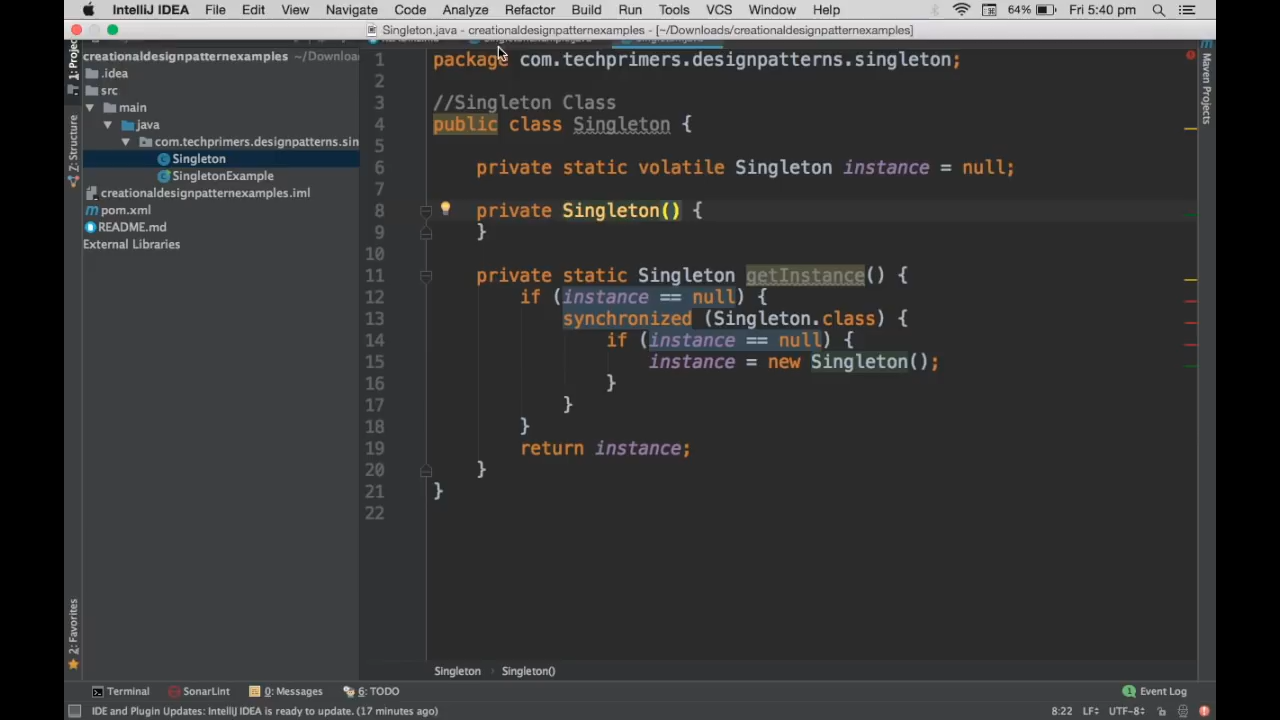 IntelliJ IDEA File Edit View Navigate Code Analyze Refactor Build Run Tools VCS Window Help 64% Fri 5:40 pm
Singleton.java - creationaldesignpatternexamples - [~/Downloads/creationaldesignpatternexamples]
1: Project
Z: Structure
2: Favorites
creationaldesignpatternexamples ~/Dow
.idea
src
main
java
com.techprimers.designpatterns.sin
Singleton
SingletonExample
creationaldesignpatternexamples.iml
pom.xml
README.md
External Libraries
1 package com.techprimers.designpatterns.singleton;
2
3 //Singleton Class
4 public class Singleton {
5
6 private static volatile Singleton instance = null;
7
8 private Singleton() {
9 }
10
11 private static Singleton getInstance() {
12 if (instance == null) {
13 synchronized (Singleton.class) {
14 if (instance == null) {
15 instance = new Singleton();
16 }
17 }
18 }
19 return instance;
20 }
21 }
22
Maven Projects
Singleton Singleton()
Terminal SonarLint 0: Messages 6: TODO Event Log
IDE and Plugin Updates: IntelliJ IDEA is ready to update. (17 minutes ago) 8:22 LF÷ UTF-8÷